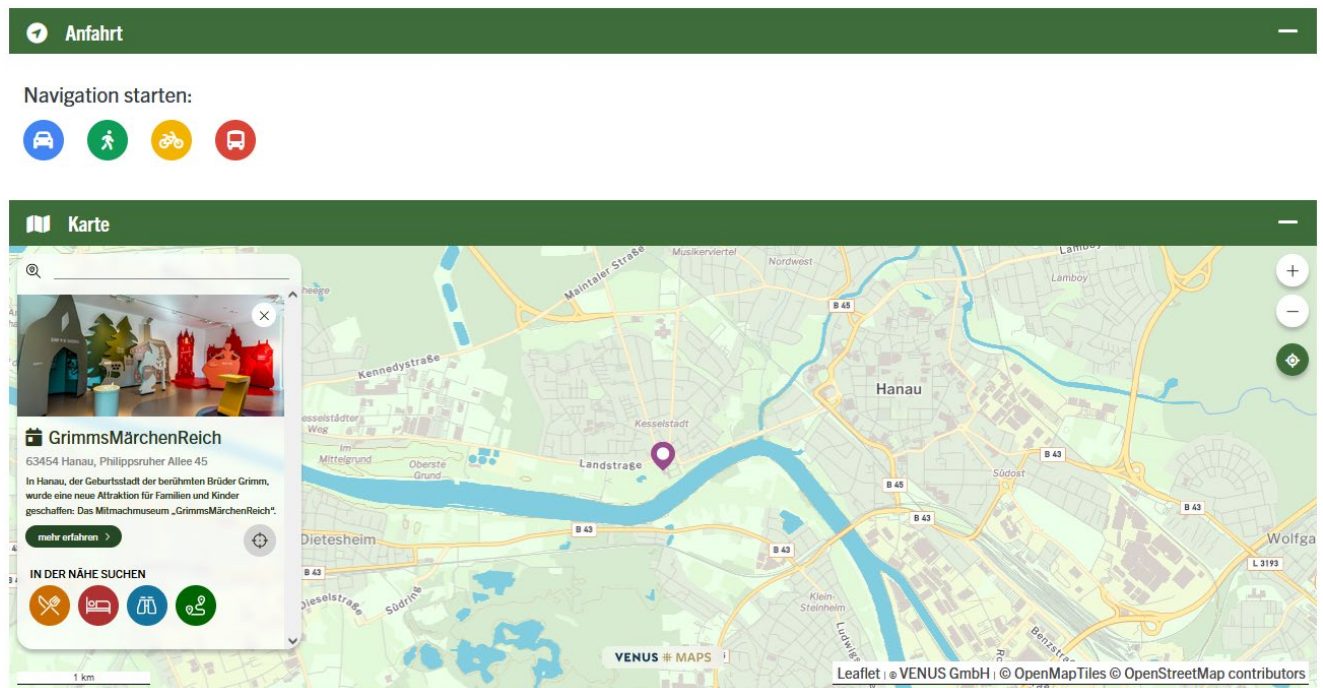 Anfahrt
Navigation starten:
Karte
GrimmsMärchenReich
63454 Hanau, Philippsruher Allee 45
In Hanau, der Geburtsstadt der berühmten Brüder Grimm,
wurde eine neue Attraktion für Familien und Kinder
geschaffen: Das Mitmachmuseum „GrimmsMärchenReich".
mehr erfahren
IN DER NÄHE SUCHEN
1 km
Maintaler Straße
Musikerviertel
Nordwest
Lamboy
Lamboy
B 45
Kennedystraße
Hanau
Kesselstadt
Weg
Im
Mittelgrund
Oberste
Grund
Landstraße
B 43
Südost
B 45
B 43
B 43
B 43
Dietesheim
B 43
B 43
Wolfga
L 3193
Dieselstraße
Südring
Klein-
Steinheim
VENUS MAPS
+
−
Leaflet | © VENUS GmbH | © OpenMapTiles © OpenStreetMap contributors